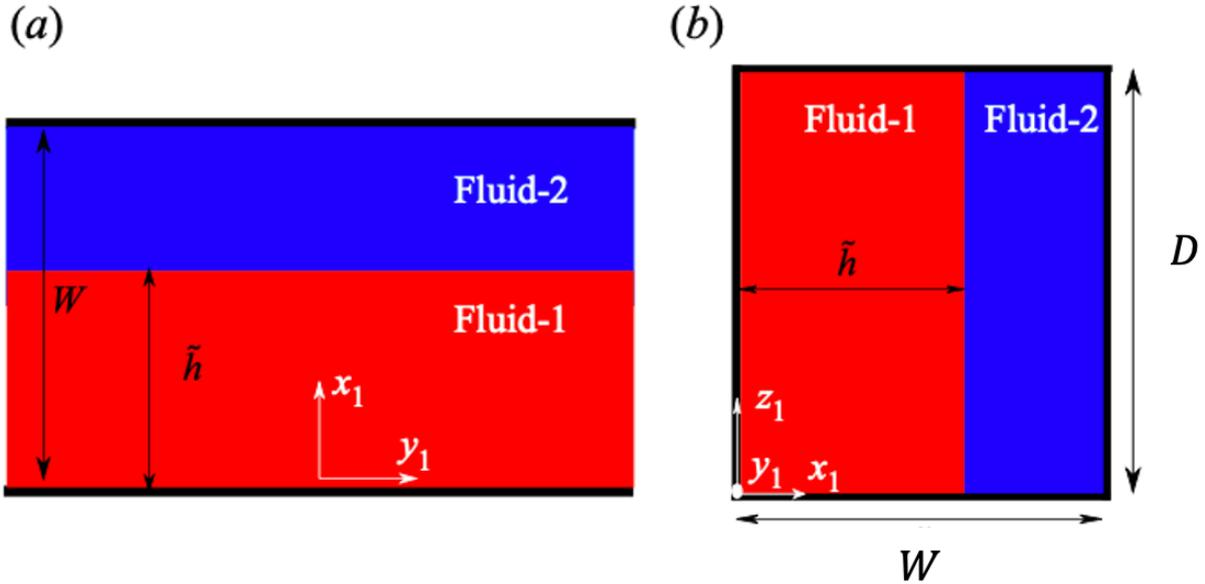 (a)
Fluid-2
W
Fluid-1
h̃
x₁
y₁
(b)
Fluid-1
Fluid-2
h̃
D
z₁
y₁ x₁
W